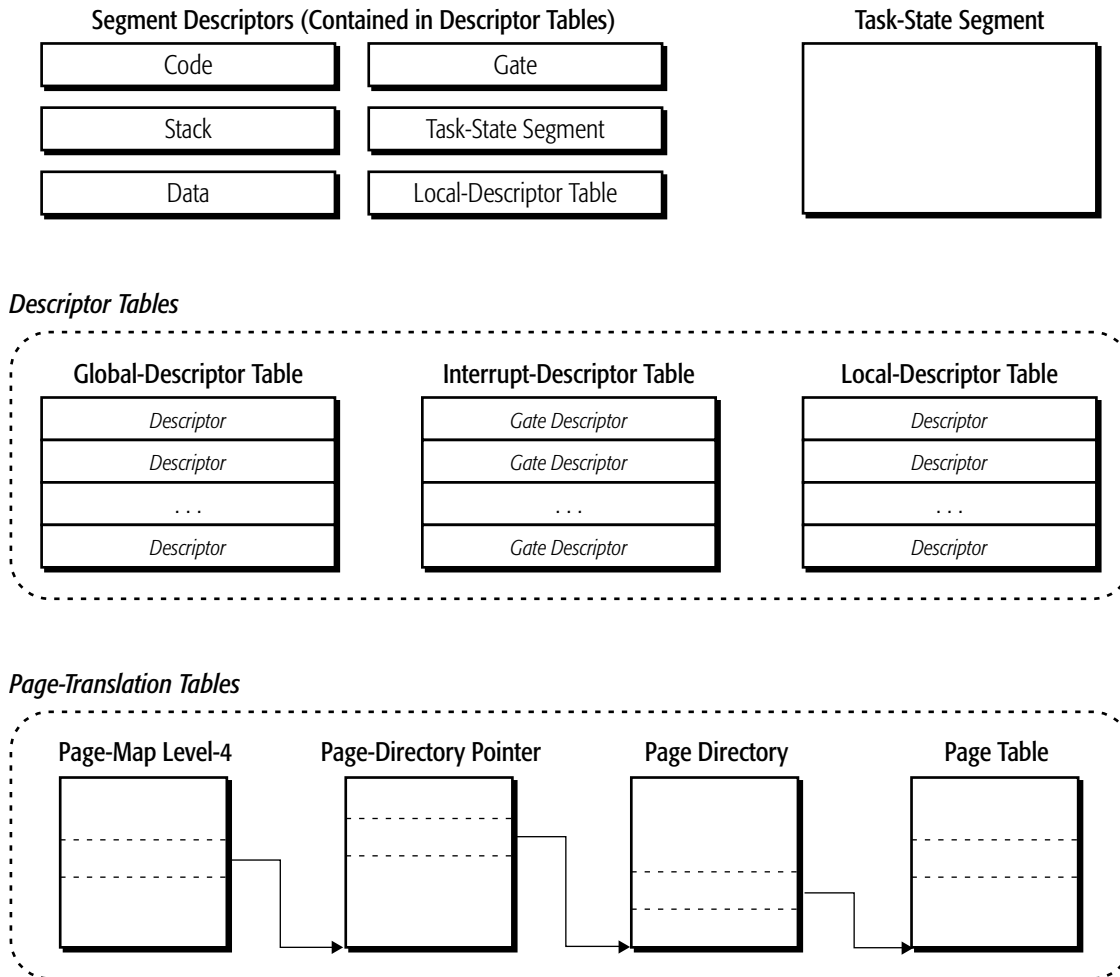 Segment Descriptors (Contained in Descriptor Tables)
Task-State Segment
Code
Gate
Stack
Task-State Segment
Data
Local-Descriptor Table
Descriptor Tables
Global-Descriptor Table
Interrupt-Descriptor Table
Local-Descriptor Table
Descriptor
Gate Descriptor
Descriptor
Descriptor
Gate Descriptor
Descriptor
. . .
. . .
. . .
Descriptor
Gate Descriptor
Descriptor
Page-Translation Tables
Page-Map Level-4
Page-Directory Pointer
Page Directory
Page Table